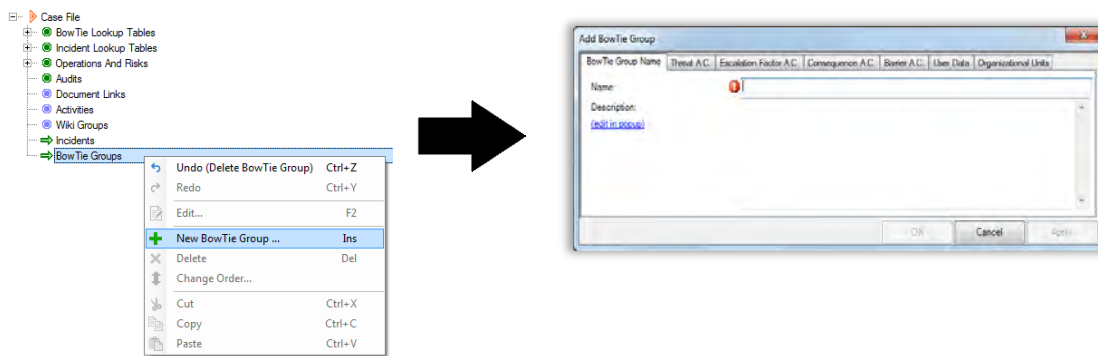 Case File
BowTie Lookup Tables
Incident Lookup Tables
Operations And Risks
Audits
Document Links
Activities
Wiki Groups
Incidents
BowTie Groups
Undo (Delete BowTie Group) Ctrl+Z
Redo Ctrl+Y
Edit... F2
New BowTie Group ... Ins
Delete Del
Change Order...
Cut Ctrl+X
Copy Ctrl+C
Paste Ctrl+V
Add BowTie Group
BowTie Group Name Threat A.C. Escalation Factor A.C. Consequence A.C. Barrier A.C. User Data Organizational Units
Name:
Description:
(edit in popup)
OK Cancel Apply